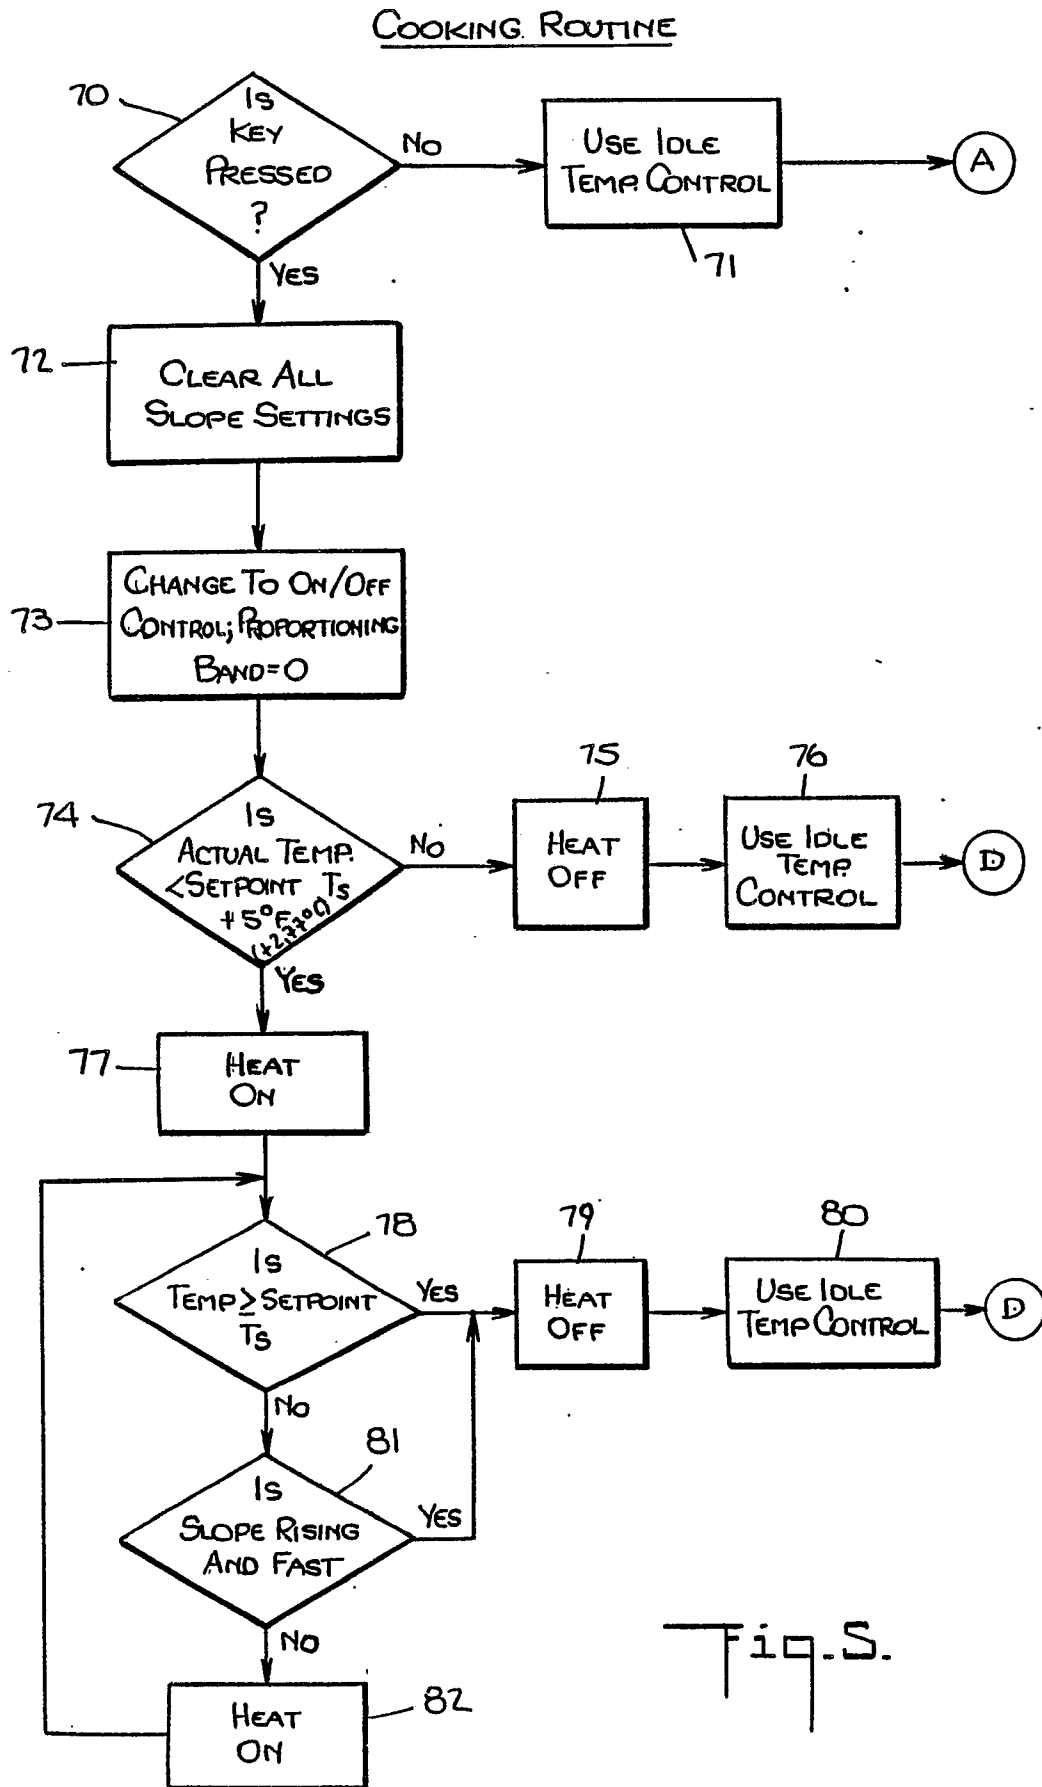 COOKING ROUTINE
70
IS
KEY
PRESSED
?
NO
USE IDLE
TEMP. CONTROL
A
71
YES
72
CLEAR ALL
SLOPE SETTINGS
73
CHANGE TO ON/OFF
CONTROL; PROPORTIONING
BAND=0
74
IS
ACTUAL TEMP.
<SETPOINT TS
+5°F
(+2,77°C)
NO
75
HEAT
OFF
76
USE IDLE
TEMP.
CONTROL
D
YES
77
HEAT
ON
78
IS
TEMP ≥ SETPOINT
TS
YES
79
HEAT
OFF
80
USE IDLE
TEMP CONTROL
D
NO
81
IS
SLOPE RISING
AND FAST
YES
NO
82
HEAT
ON
Fig.5.